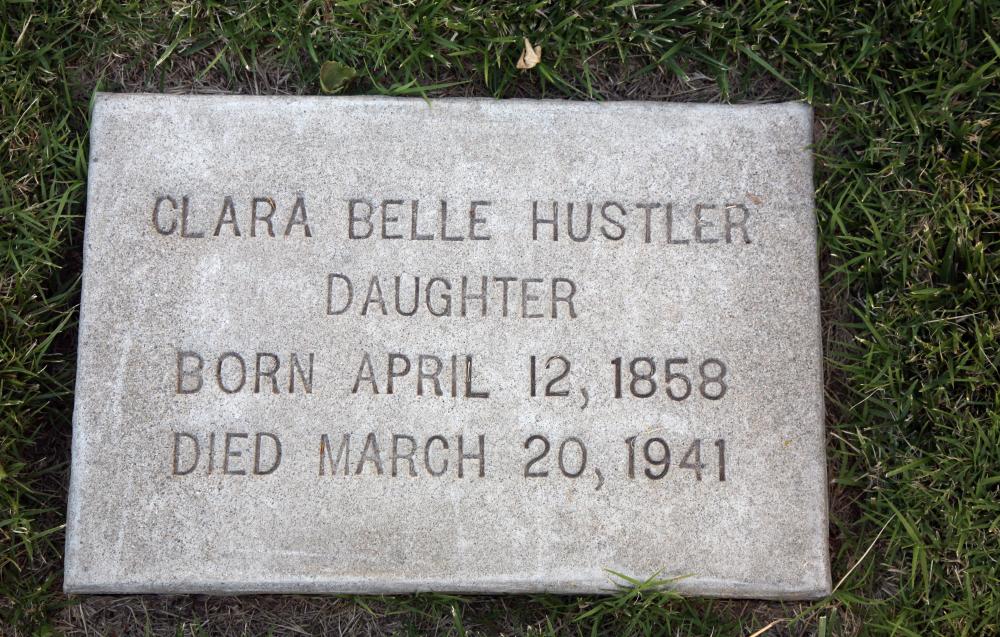 CLARA BELLE HUSTLER
DAUGHTER
BORN APRIL 12, 1858
DIED MARCH 20, 1941